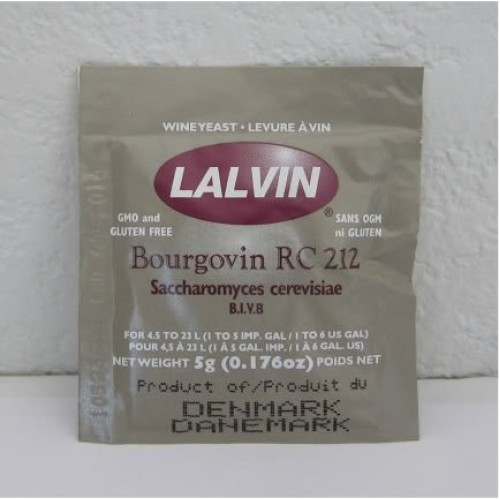 WINE YEAST • LEVURE À VIN
LALVIN®
GMO and
GLUTEN FREE
SANS OGM
ni GLUTEN
Bourgovin RC 212
Saccharomyces cerevisiae
B.I.V.B
FOR 4.5 TO 23 L (1 TO 5 IMP. GAL / 1 TO 6 US GAL)
POUR 4,5 À 23 L (1 À 5 GAL. IMP. / 1 À 6 GAL. US)
NET WEIGHT 5g (0.176oz) POIDS NET
Product of/Produit du
DENMARK
DANEMARK